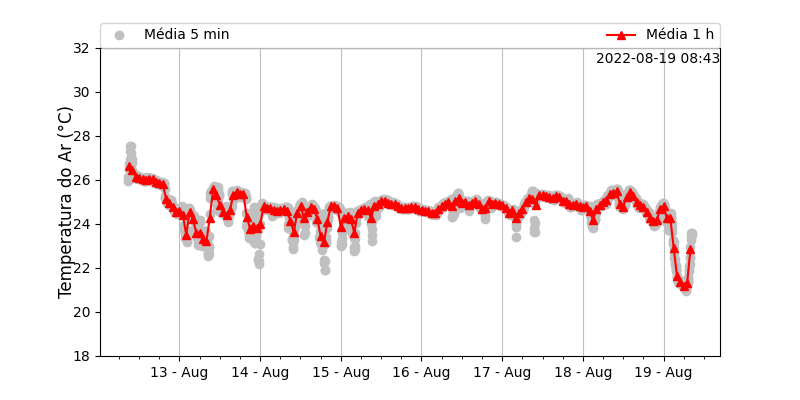 Média 5 min
Média 1 h
2022-08-19 08:43
Temperatura do Ar (°C)
32
30
28
26
24
22
20
18
13 - Aug
14 - Aug
15 - Aug
16 - Aug
17 - Aug
18 - Aug
19 - Aug